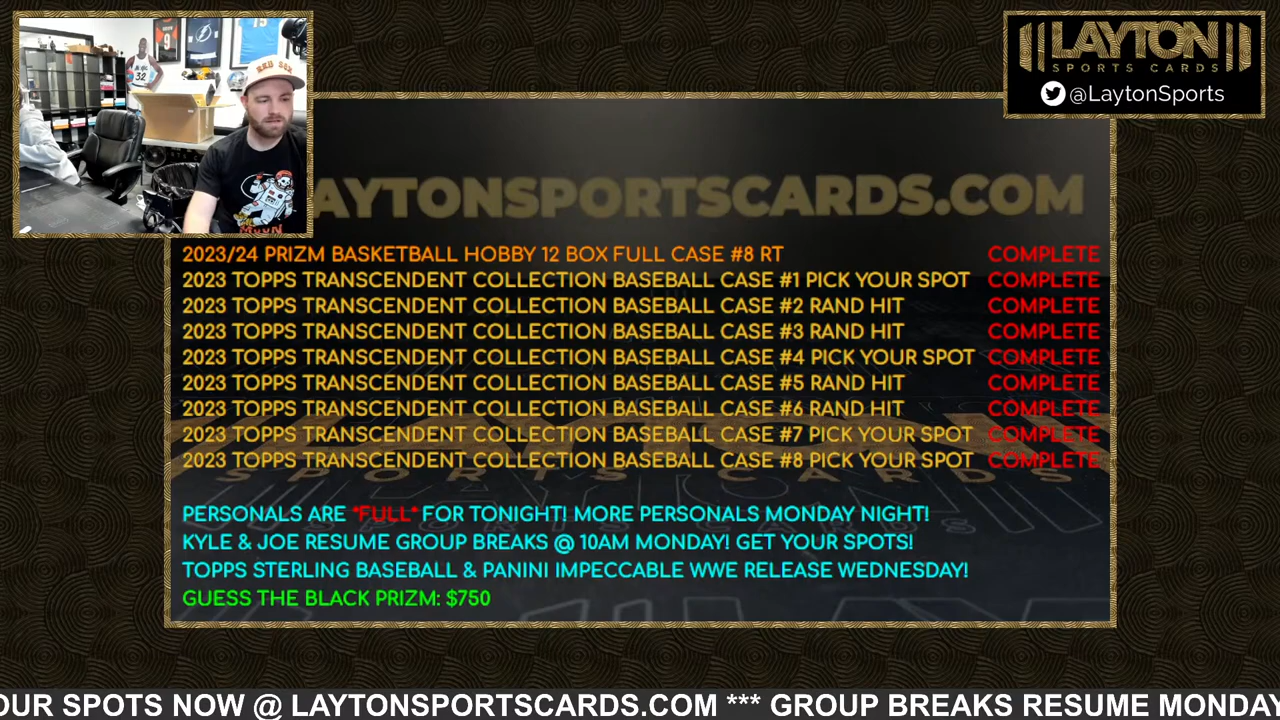 LAYTON
SPORTS CARDS
@LaytonSports
RED SOX
32
9
LAYTONSPORTSCARDS.COM
2023/24 PRIZM BASKETBALL HOBBY 12 BOX FULL CASE #8 RT COMPLETE
2023 TOPPS TRANSCENDENT COLLECTION BASEBALL CASE #1 PICK YOUR SPOT COMPLETE
2023 TOPPS TRANSCENDENT COLLECTION BASEBALL CASE #2 RAND HIT COMPLETE
2023 TOPPS TRANSCENDENT COLLECTION BASEBALL CASE #3 RAND HIT COMPLETE
2023 TOPPS TRANSCENDENT COLLECTION BASEBALL CASE #4 PICK YOUR SPOT COMPLETE
2023 TOPPS TRANSCENDENT COLLECTION BASEBALL CASE #5 RAND HIT COMPLETE
2023 TOPPS TRANSCENDENT COLLECTION BASEBALL CASE #6 RAND HIT COMPLETE
2023 TOPPS TRANSCENDENT COLLECTION BASEBALL CASE #7 PICK YOUR SPOT COMPLETE
2023 TOPPS TRANSCENDENT COLLECTION BASEBALL CASE #8 PICK YOUR SPOT COMPLETE
SPORTS CARDS
PERSONALS ARE *FULL* FOR TONIGHT! MORE PERSONALS MONDAY NIGHT!
KYLE & JOE RESUME GROUP BREAKS @ 10AM MONDAY! GET YOUR SPOTS!
TOPPS STERLING BASEBALL & PANINI IMPECCABLE WWE RELEASE WEDNESDAY!
GUESS THE BLACK PRIZM: $750
OUR SPOTS NOW @ LAYTONSPORTSCARDS.COM *** GROUP BREAKS RESUME MONDAY